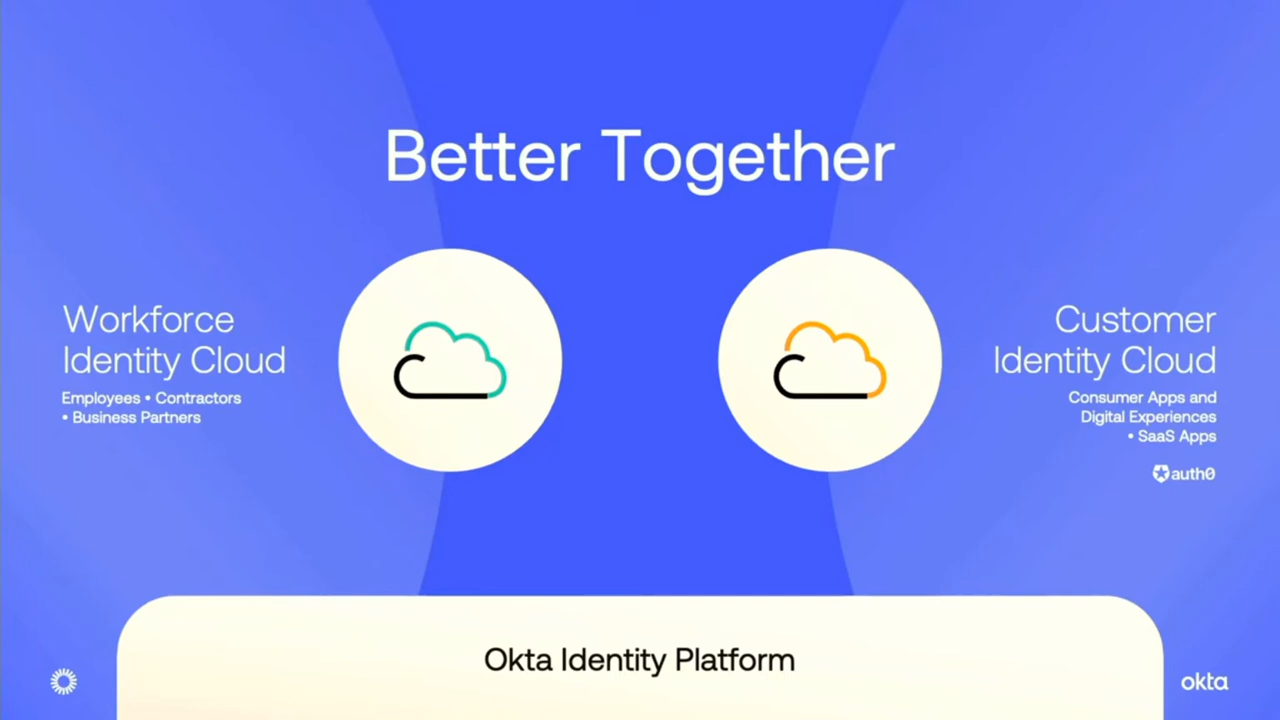 Better Together
Workforce
Identity Cloud
Employees • Contractors
• Business Partners
Customer
Identity Cloud
Consumer Apps and
Digital Experiences
• SaaS Apps
auth0
Okta Identity Platform
okta